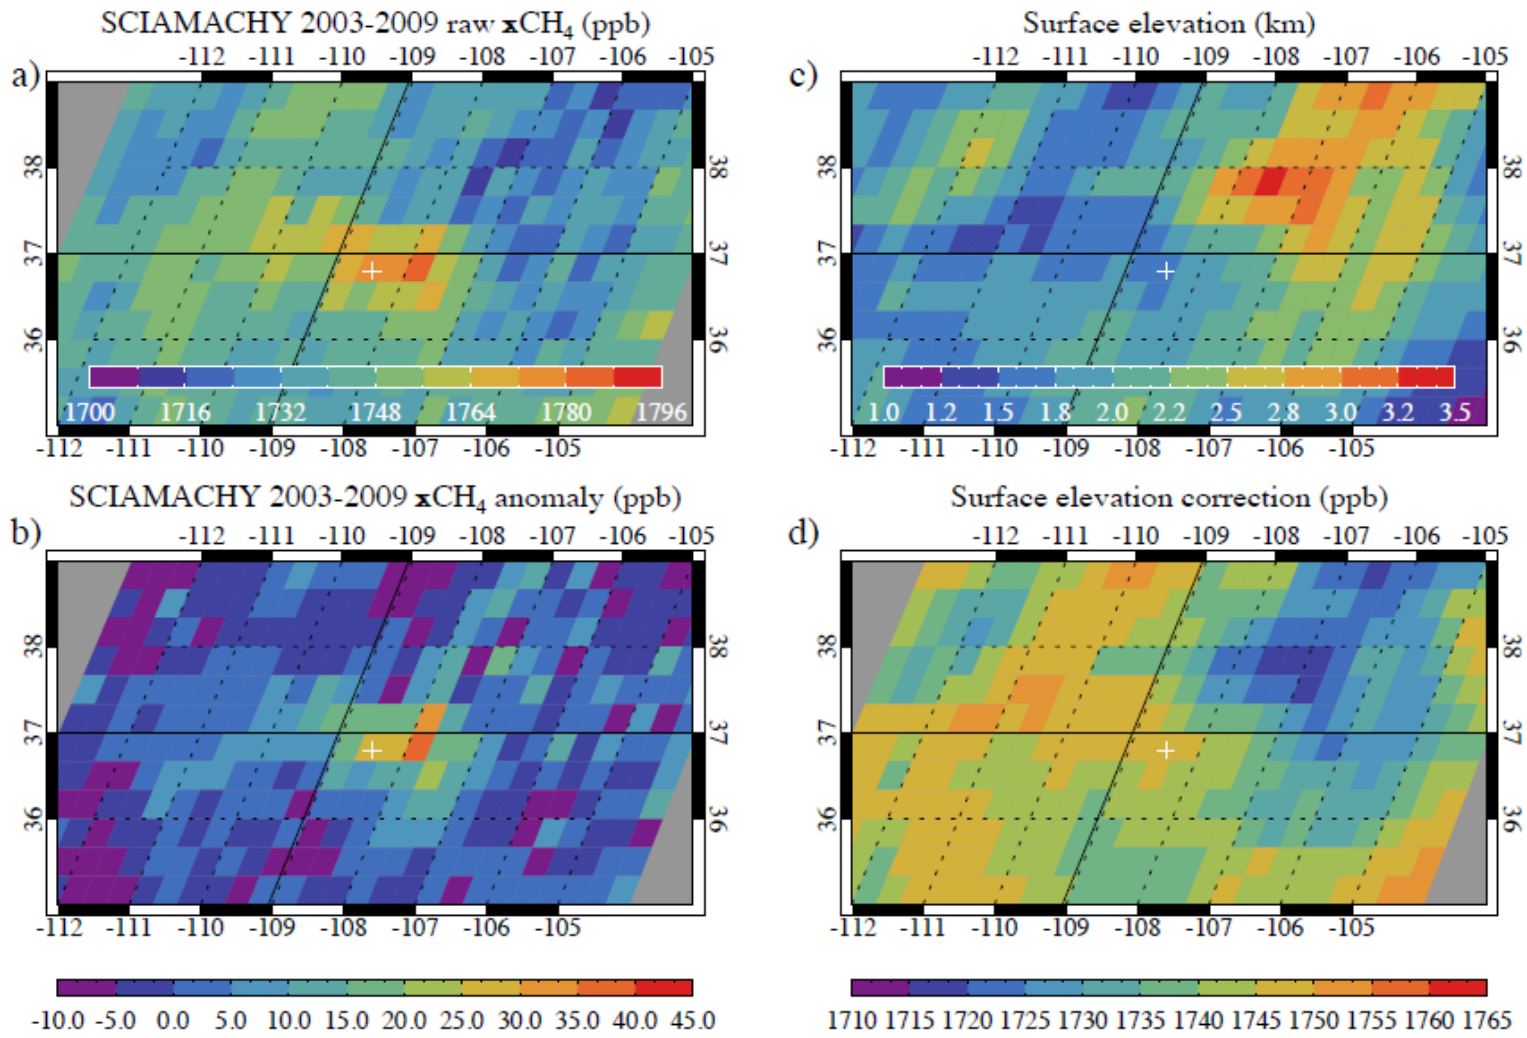 SCIAMACHY 2003-2009 raw xCH4 (ppb)
a)
-112 -111 -110 -109 -108 -107 -106 -105
38 38
37 37
36 36
1700 1716 1732 1748 1764 1780 1796
-112 -111 -110 -109 -108 -107 -106 -105
Surface elevation (km)
c)
-112 -111 -110 -109 -108 -107 -106 -105
38 38
37 37
36 36
1.0 1.2 1.5 1.8 2.0 2.2 2.5 2.8 3.0 3.2 3.5
-112 -111 -110 -109 -108 -107 -106 -105
SCIAMACHY 2003-2009 xCH4 anomaly (ppb)
b)
-112 -111 -110 -109 -108 -107 -106 -105
38 38
37 37
36 36
-112 -111 -110 -109 -108 -107 -106 -105
-10.0 -5.0 0.0 5.0 10.0 15.0 20.0 25.0 30.0 35.0 40.0 45.0
Surface elevation correction (ppb)
d)
-112 -111 -110 -109 -108 -107 -106 -105
38 38
37 37
36 36
-112 -111 -110 -109 -108 -107 -106 -105
1710 1715 1720 1725 1730 1735 1740 1745 1750 1755 1760 1765